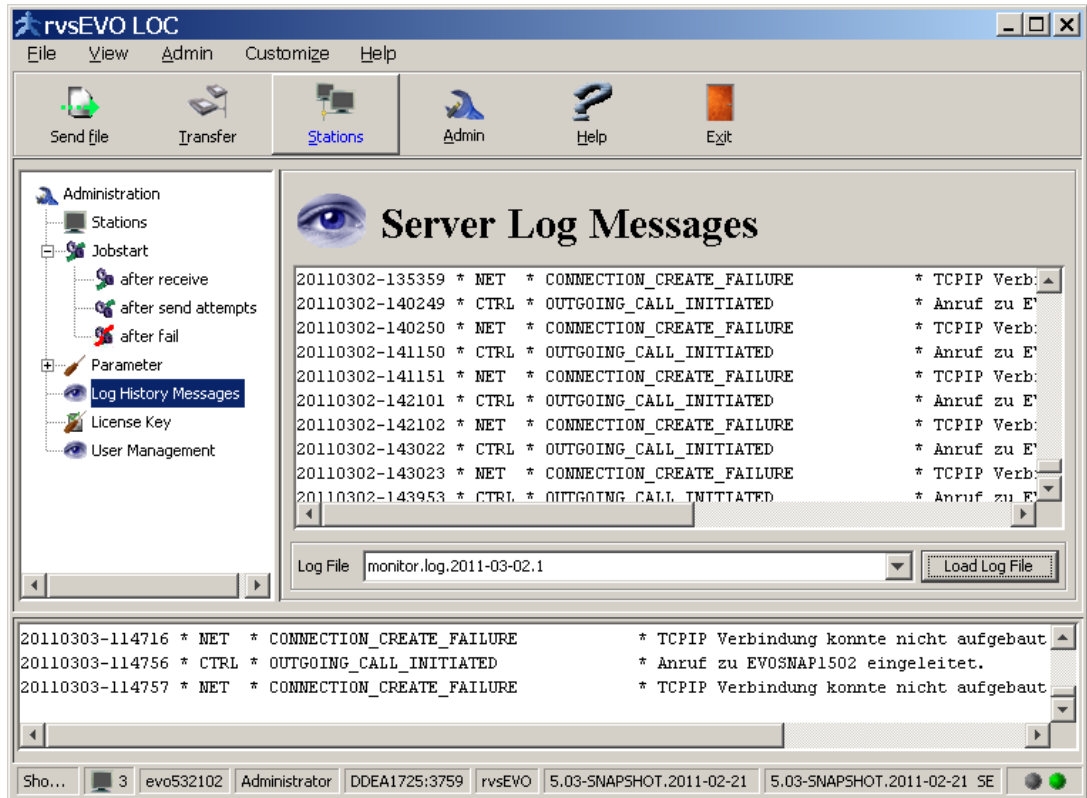 rvsEVO LOC
File View Admin Customize Help
Send file Transfer Stations Admin Help Exit
Administration
Stations
Jobstart
after receive
after send attempts
after fail
Parameter
Log History Messages
License Key
User Management
Server Log Messages
20110302-135359 * NET * CONNECTION_CREATE_FAILURE * TCPIP
20110302-140249 * CTRL * OUTGOING_CALL_INITIATED * Anruf zu
20110302-140250 * NET * CONNECTION_CREATE_FAILURE * TCPIP
20110302-141150 * CTRL * OUTGOING_CALL_INITIATED * Anruf zu
20110302-141151 * NET * CONNECTION_CREATE_FAILURE * TCPIP
20110302-142101 * CTRL * OUTGOING_CALL_INITIATED * Anruf zu
20110302-142102 * NET * CONNECTION_CREATE_FAILURE * TCPIP
20110302-143022 * CTRL * OUTGOING_CALL_INITIATED * Anruf zu
20110302-143023 * NET * CONNECTION_CREATE_FAILURE * TCPIP
20110302-143953 * CTRL * OUTGOING_CALL_INITIATED * Anruf zu
Log File monitor.log.2011-03-02.1 Load Log File
20110303-114716 * NET * CONNECTION_CREATE_FAILURE * TCPIP Verbindung konnte nicht aufgebaut
20110303-114756 * CTRL * OUTGOING_CALL_INITIATED * Anruf zu EVOSNAP1502 eingeleitet.
20110303-114757 * NET * CONNECTION_CREATE_FAILURE * TCPIP Verbindung konnte nicht aufgebaut
Sho... 3 evo532102 Administrator DDEA1725:3759 rvsEVO 5.03-SNAPSHOT.2011-02-21 5.03-SNAPSHOT.2011-02-21 SE